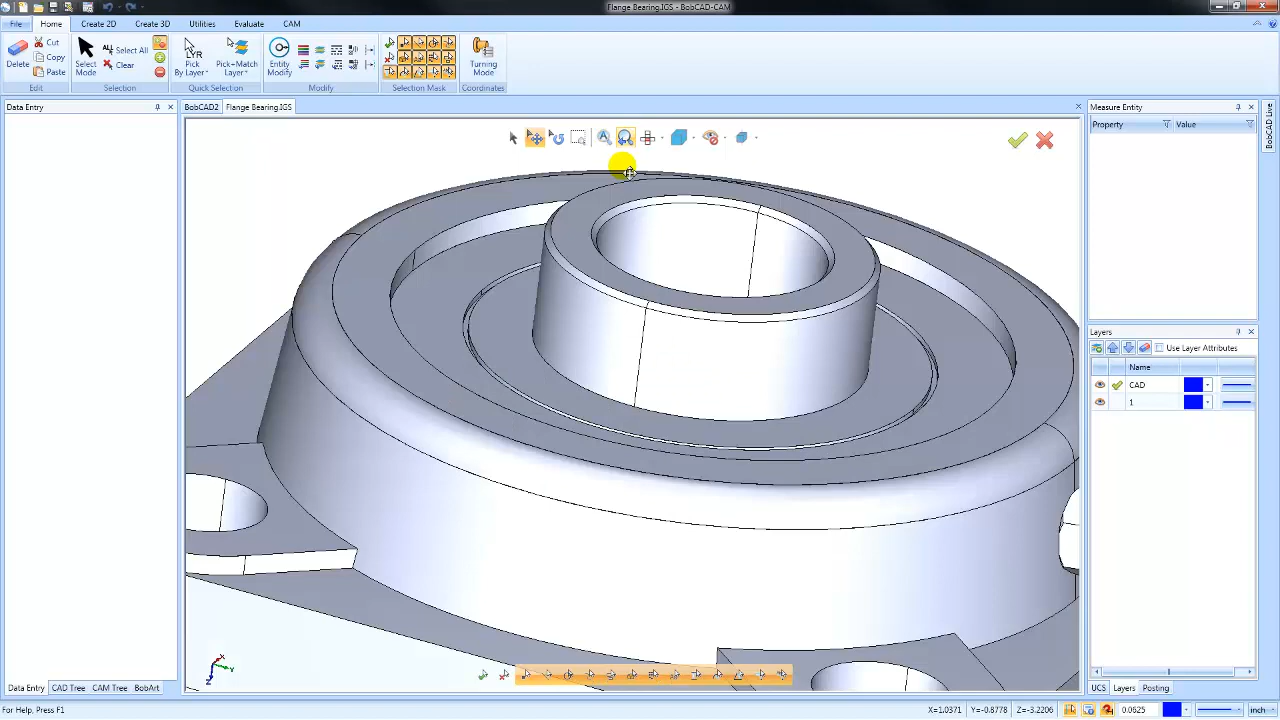 Flange Bearing.IGS - BobCAD-CAM
File Home Create 2D Create 3D Utilities Evaluate CAM
Delete
Cut
Copy
Paste
Select Mode
Select All
Clear
LYR
Pick By Layer
Pick-Match Layer
Entity Modify
Turning Mode
Edit Selection Quick Selection Modify Selection Mask Coordinates
Data Entry
BobCAD2 Flange Bearing.IGS
Measure Entity
BobCAD Live
Property Value
Layers
Use Layer Attributes
Name
CAD
1
X
Y
Z
Data Entry CAD Tree CAM Tree BobArt
UCS Layers Posting
For Help, Press F1
X=1.0371 Y=-0.8778 Z=-3.2206 0.0625 inch